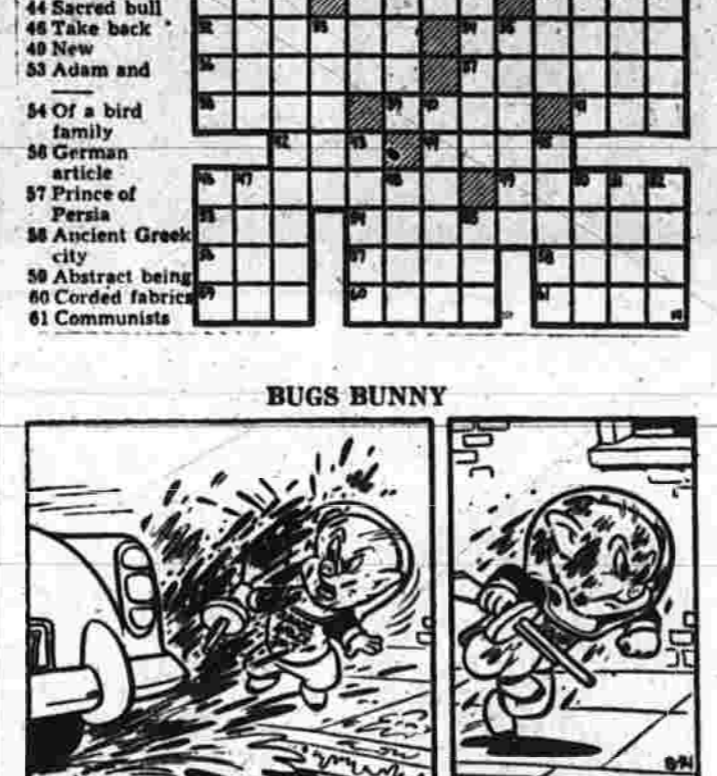 44 Sacred bull
46 Take back
49 New
53 Adam and
54 Of a bird
family
56 German
article
57 Prince of
Persia
58 Ancient Greek
city
59 Abstract being
60 Corded fabrics
61 Communists
BUGS BUNNY